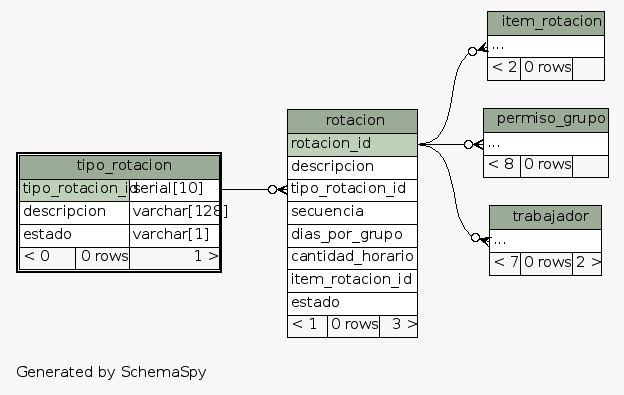 item_rotacion
...
< 2 0 rows
rotacion
rotacion_id
descripcion
tipo_rotacion_id
secuencia
dias_por_grupo
cantidad_horario
item_rotacion_id
estado
< 1 0 rows 3 >
permiso_grupo
...
< 8 0 rows
tipo_rotacion
tipo_rotacion_id serial[10]
descripcion varchar[128]
estado varchar[1]
< 0 0 rows 1 >
trabajador
...
< 7 0 rows 2 >
Generated by SchemaSpy